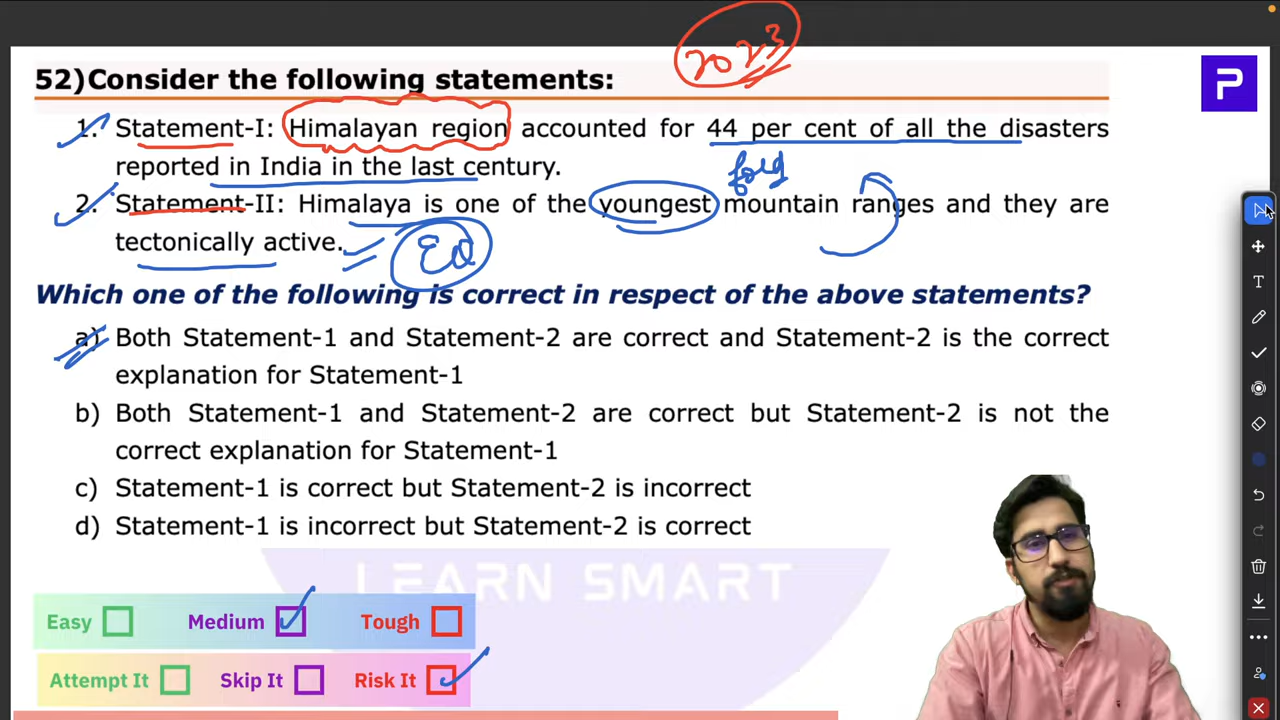 2023
P
52)Consider the following statements:
1. Statement-I: Himalayan region accounted for 44 per cent of all the disasters
reported in India in the last century.
fold
2. Statement-II: Himalaya is one of the youngest mountain ranges and they are
tectonically active.
EQ
Which one of the following is correct in respect of the above statements?
a) Both Statement-1 and Statement-2 are correct and Statement-2 is the correct
explanation for Statement-1
b) Both Statement-1 and Statement-2 are correct but Statement-2 is not the
correct explanation for Statement-1
c) Statement-1 is correct but Statement-2 is incorrect
d) Statement-1 is incorrect but Statement-2 is correct
LEARN SMART
Easy Medium Tough
Attempt It Skip It Risk It
T